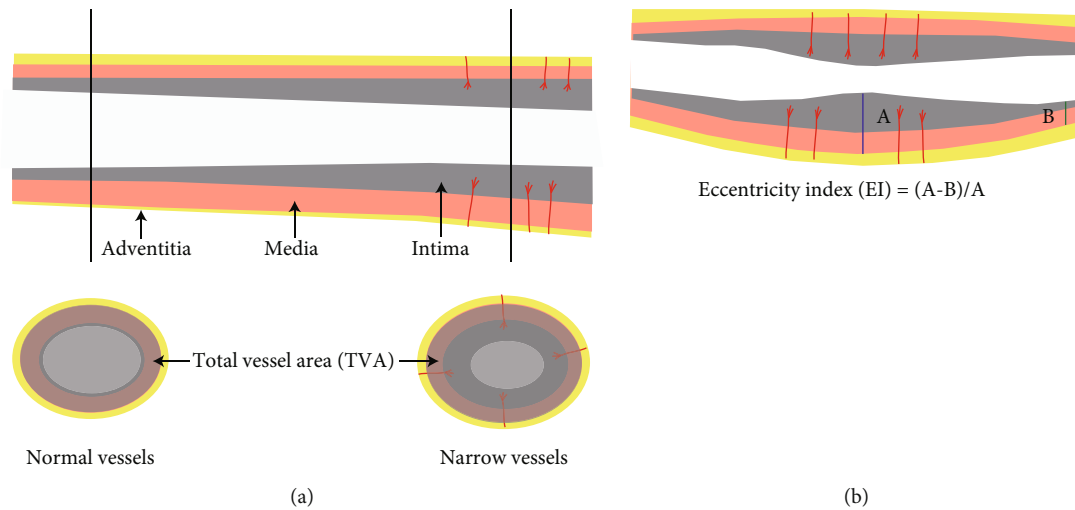 A
B
Eccentricity index (EI) = (A-B)/A
Adventitia
Media
Intima
Total vessel area (TVA)
Normal vessels
Narrow vessels
(a)
(b)